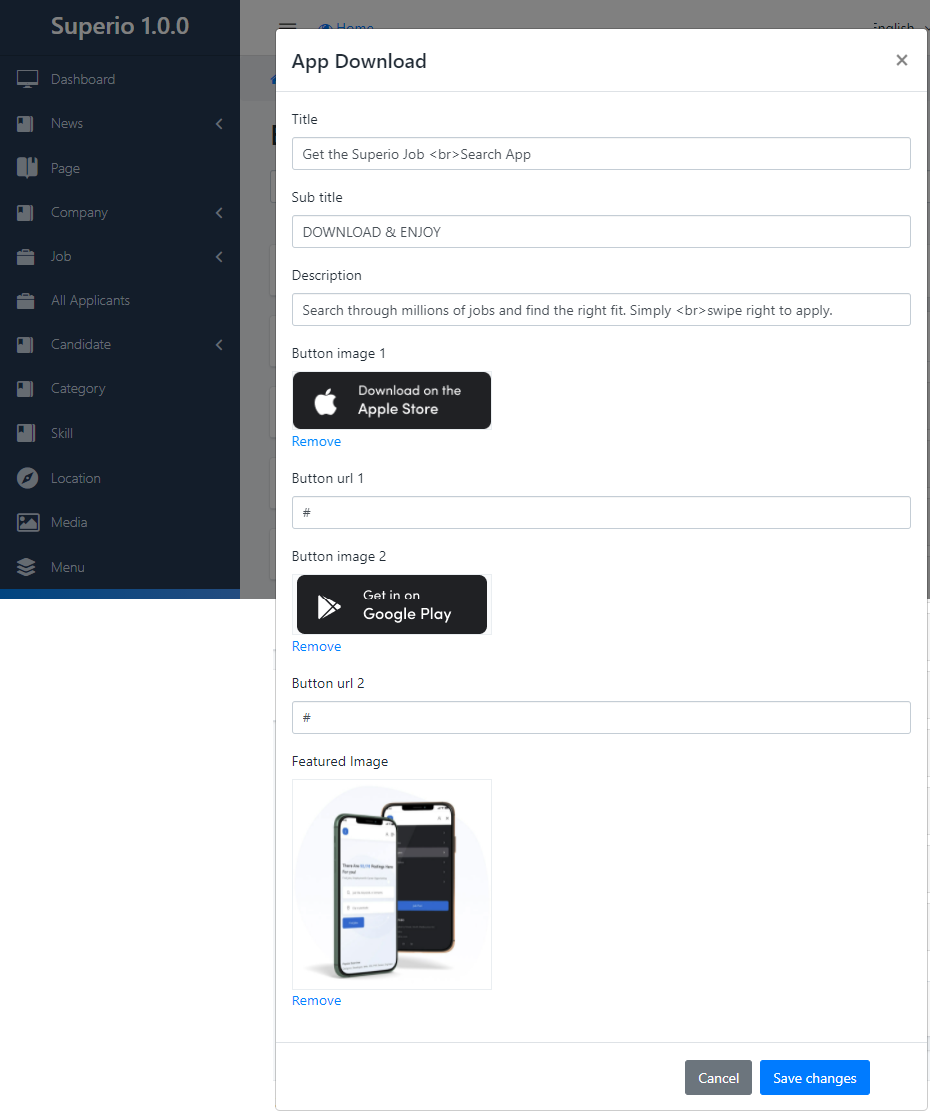 Superio 1.0.0
Home
English
Dashboard
News
Page
Company
Job
All Applicants
Candidate
Category
Skill
Location
Media
Menu
App Download
×
Title
Get the Superio Job <br>Search App
Sub title
DOWNLOAD & ENJOY
Description
Search through millions of jobs and find the right fit. Simply <br>swipe right to apply.
Button image 1
Download on the
Apple Store
Remove
Button url 1
#
Button image 2
Get in on
Google Play
Remove
Button url 2
#
Featured Image
Remove
Cancel
Save changes